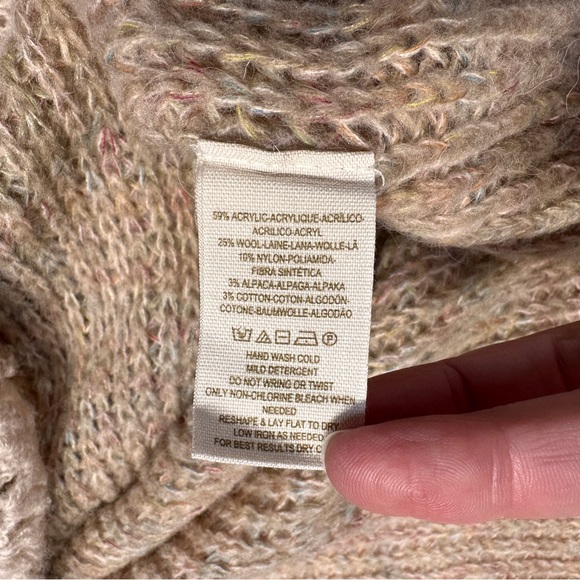 59% ACRYLIC-ACRYLIQUE-ACRÍLICO-
ACRILICO-ACRYL
25% WOOL-LAINE-LANA-WOLLE-LÃ
10% NYLON-POLIAMIDA-
FIBRA SINTÉTICA
3% ALPACA-ALPAGA-ALPAKA
3% COTTON-COTON-ALGODÓN-
COTONE-BAUMWOLLE-ALGODÃO
HAND WASH COLD
MILD DETERGENT
DO NOT WRING OR TWIST
ONLY NON-CHLORINE BLEACH WHEN
NEEDED
RESHAPE & LAY FLAT TO DRY
LOW IRON AS NEEDED
FOR BEST RESULTS DRY C